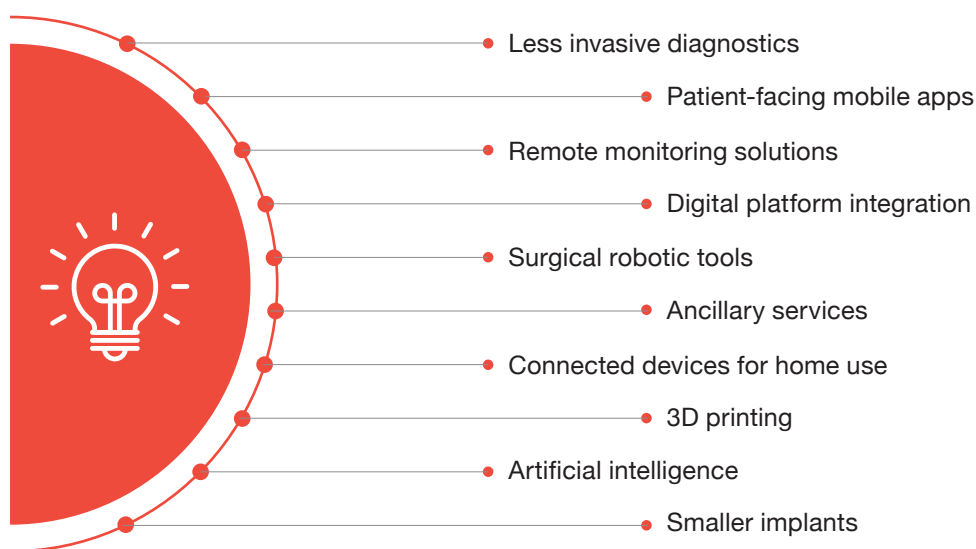 Less invasive diagnostics
Patient-facing mobile apps
Remote monitoring solutions
Digital platform integration
Surgical robotic tools
Ancillary services
Connected devices for home use
3D printing
Artificial intelligence
Smaller implants